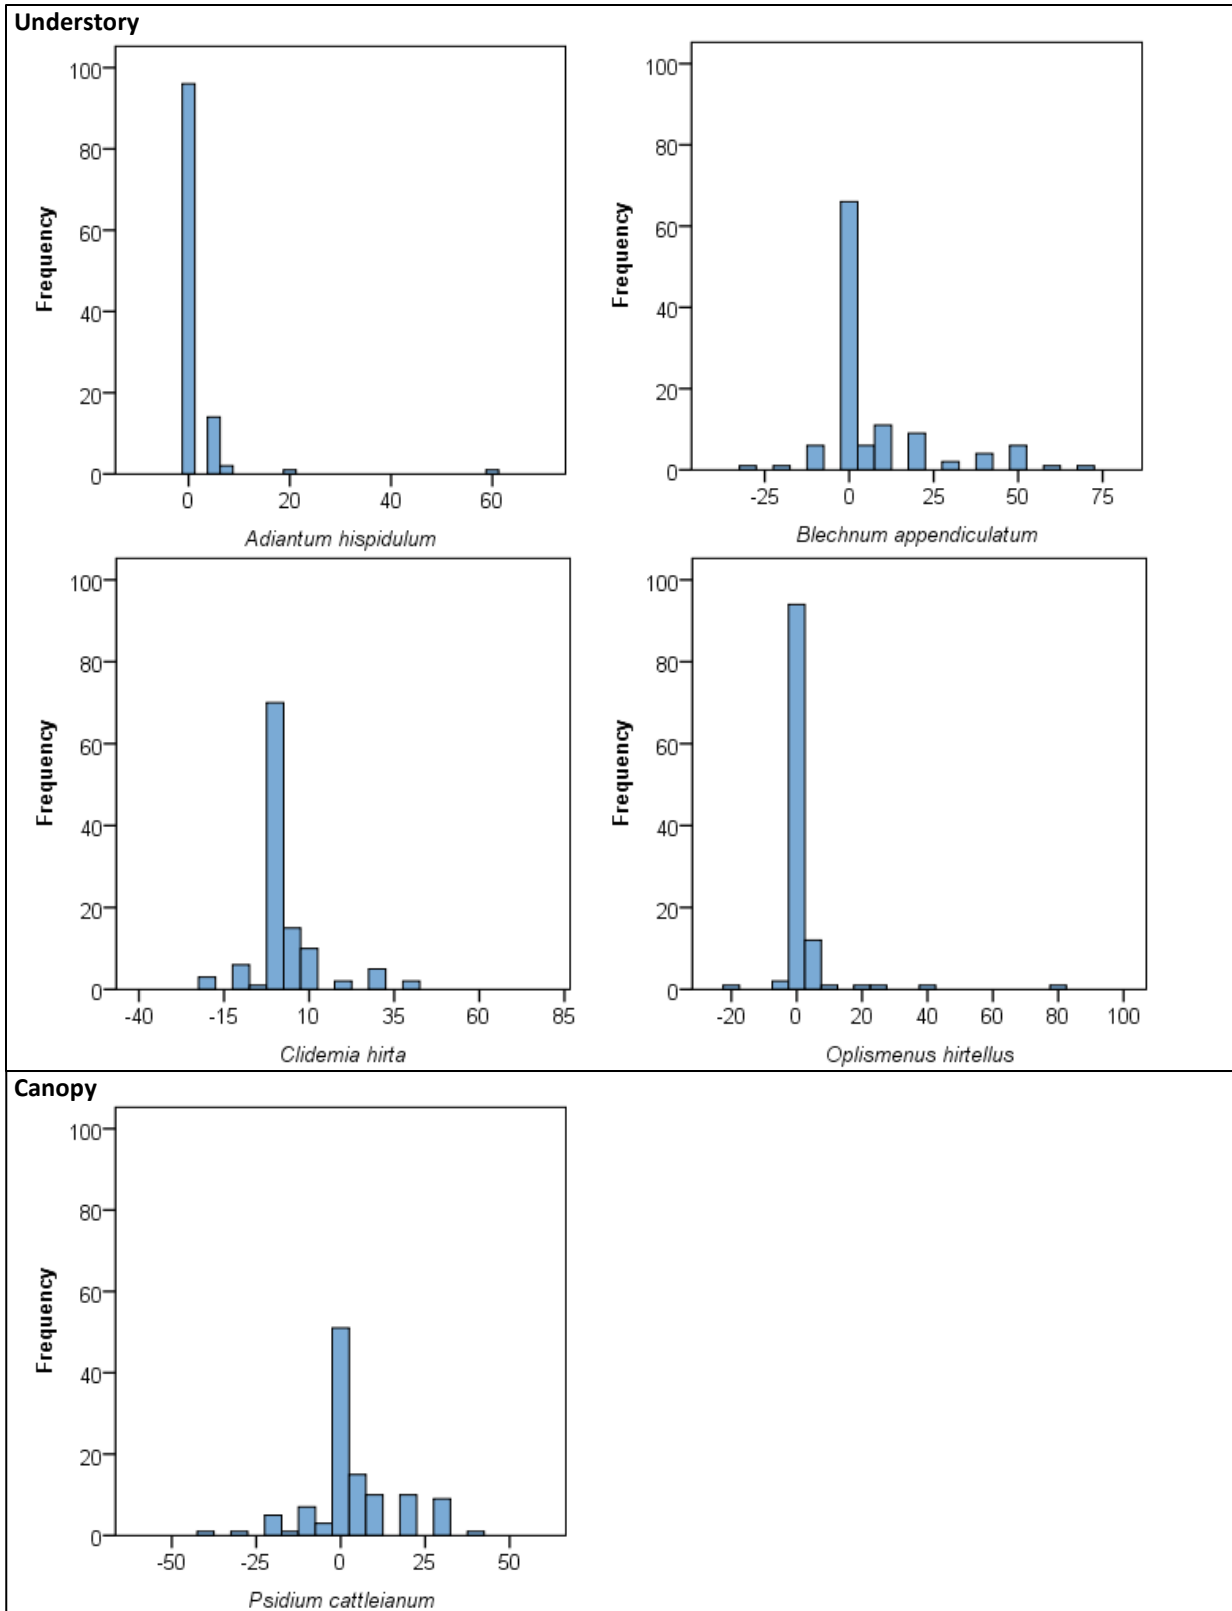 Understory
100
80
60
40
20
0
Frequency
0 20 40 60
Adiantum hispidulum
100
80
60
40
20
0
Frequency
-25 0 25 50 75
Blechnum appendiculatum
100
80
60
40
20
0
Frequency
-40 -15 10 35 60 85
Clidemia hirta
100
80
60
40
20
0
Frequency
-20 0 20 40 60 80 100
Oplismenus hirtellus
Canopy
100
80
60
40
20
0
Frequency
-50 -25 0 25 50
Psidium cattleianum